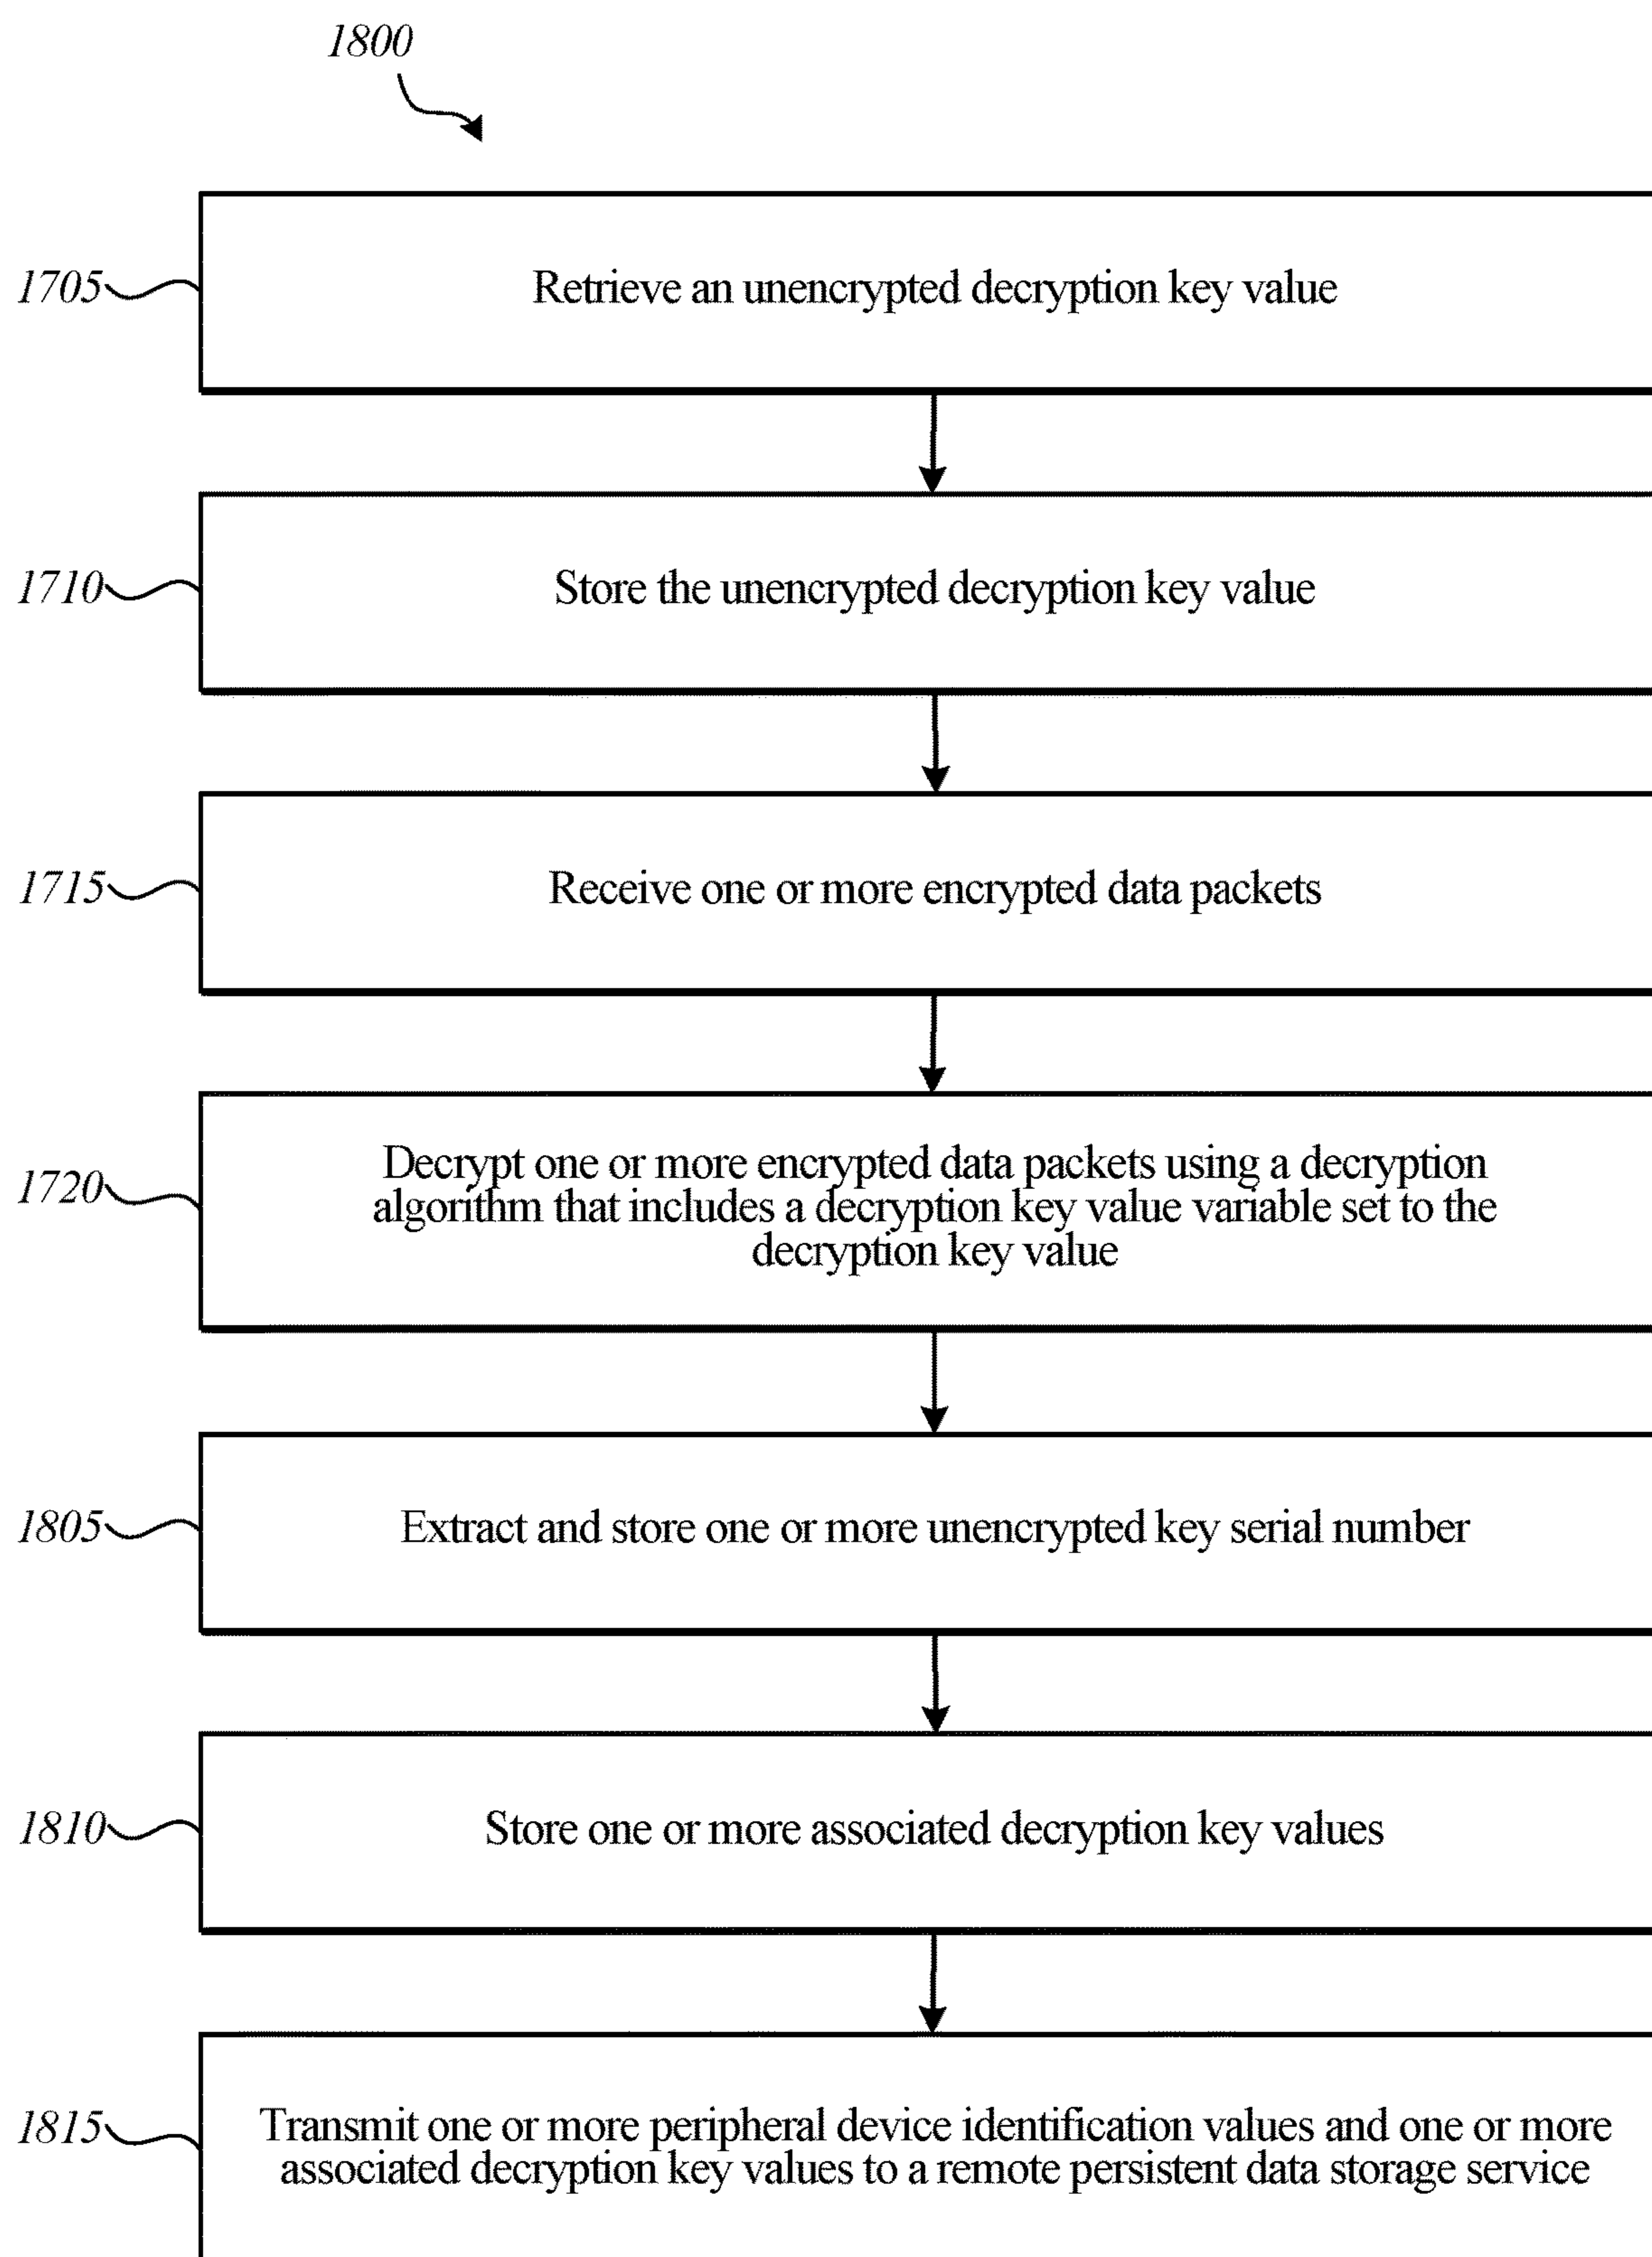 1800
1705
Retrieve an unencrypted decryption key value
1710
Store the unencrypted decryption key value
1715
Receive one or more encrypted data packets
1720
Decrypt one or more encrypted data packets using a decryption
algorithm that includes a decryption key value variable set to the
decryption key value
1805
Extract and store one or more unencrypted key serial number
1810
Store one or more associated decryption key values
1815
Transmit one or more peripheral device identification values and one or more
associated decryption key values to a remote persistent data storage service